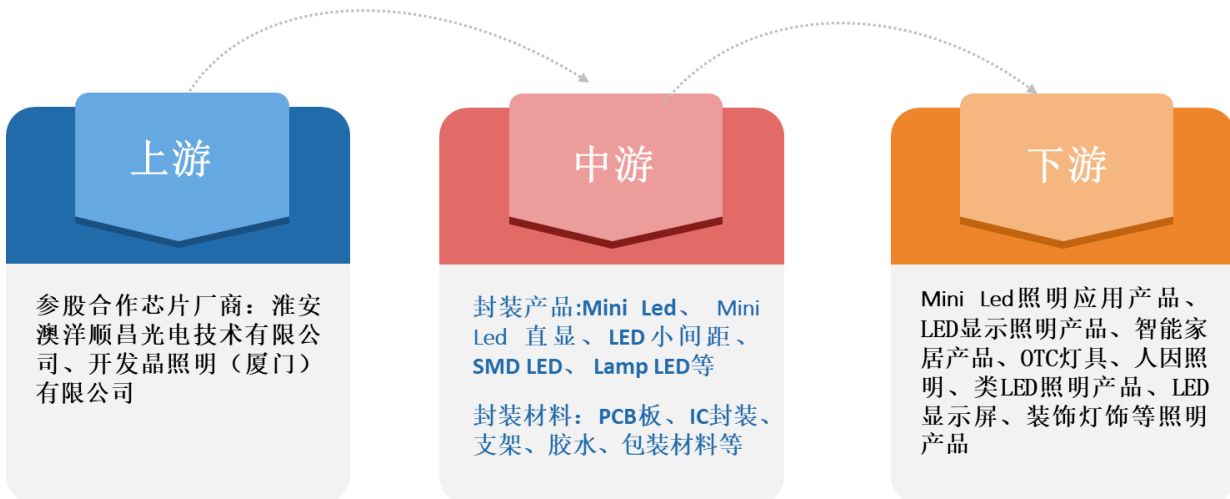 上游
参股合作芯片厂商：淮安
澳洋顺昌光电技术有限公
司、开发晶照明（厦门）
有限公司
中游
封装产品:Mini Led、 Mini
Led 直显、LED小间距、
SMD LED、 Lamp LED等
封装材料：PCB板、IC封装、
支架、胶水、包装材料等
下游
Mini Led照明应用产品、
LED显示照明产品、智能家
居产品、OTC灯具、人因照
明、类LED照明产品、LED
显示屏、装饰灯饰等照明
产品